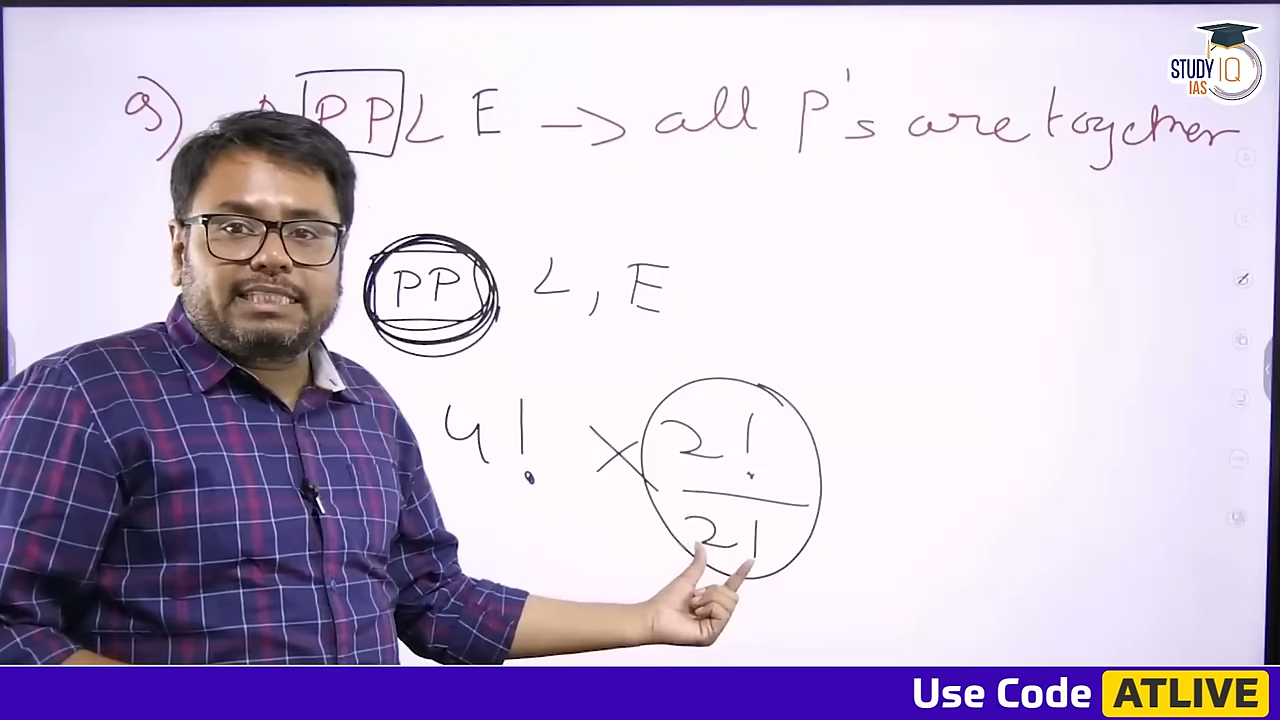 9) PPLE → all P's are together
STUDY IQ
IAS
PP L, E
4! × 2!
2!
Use Code ATLIVE